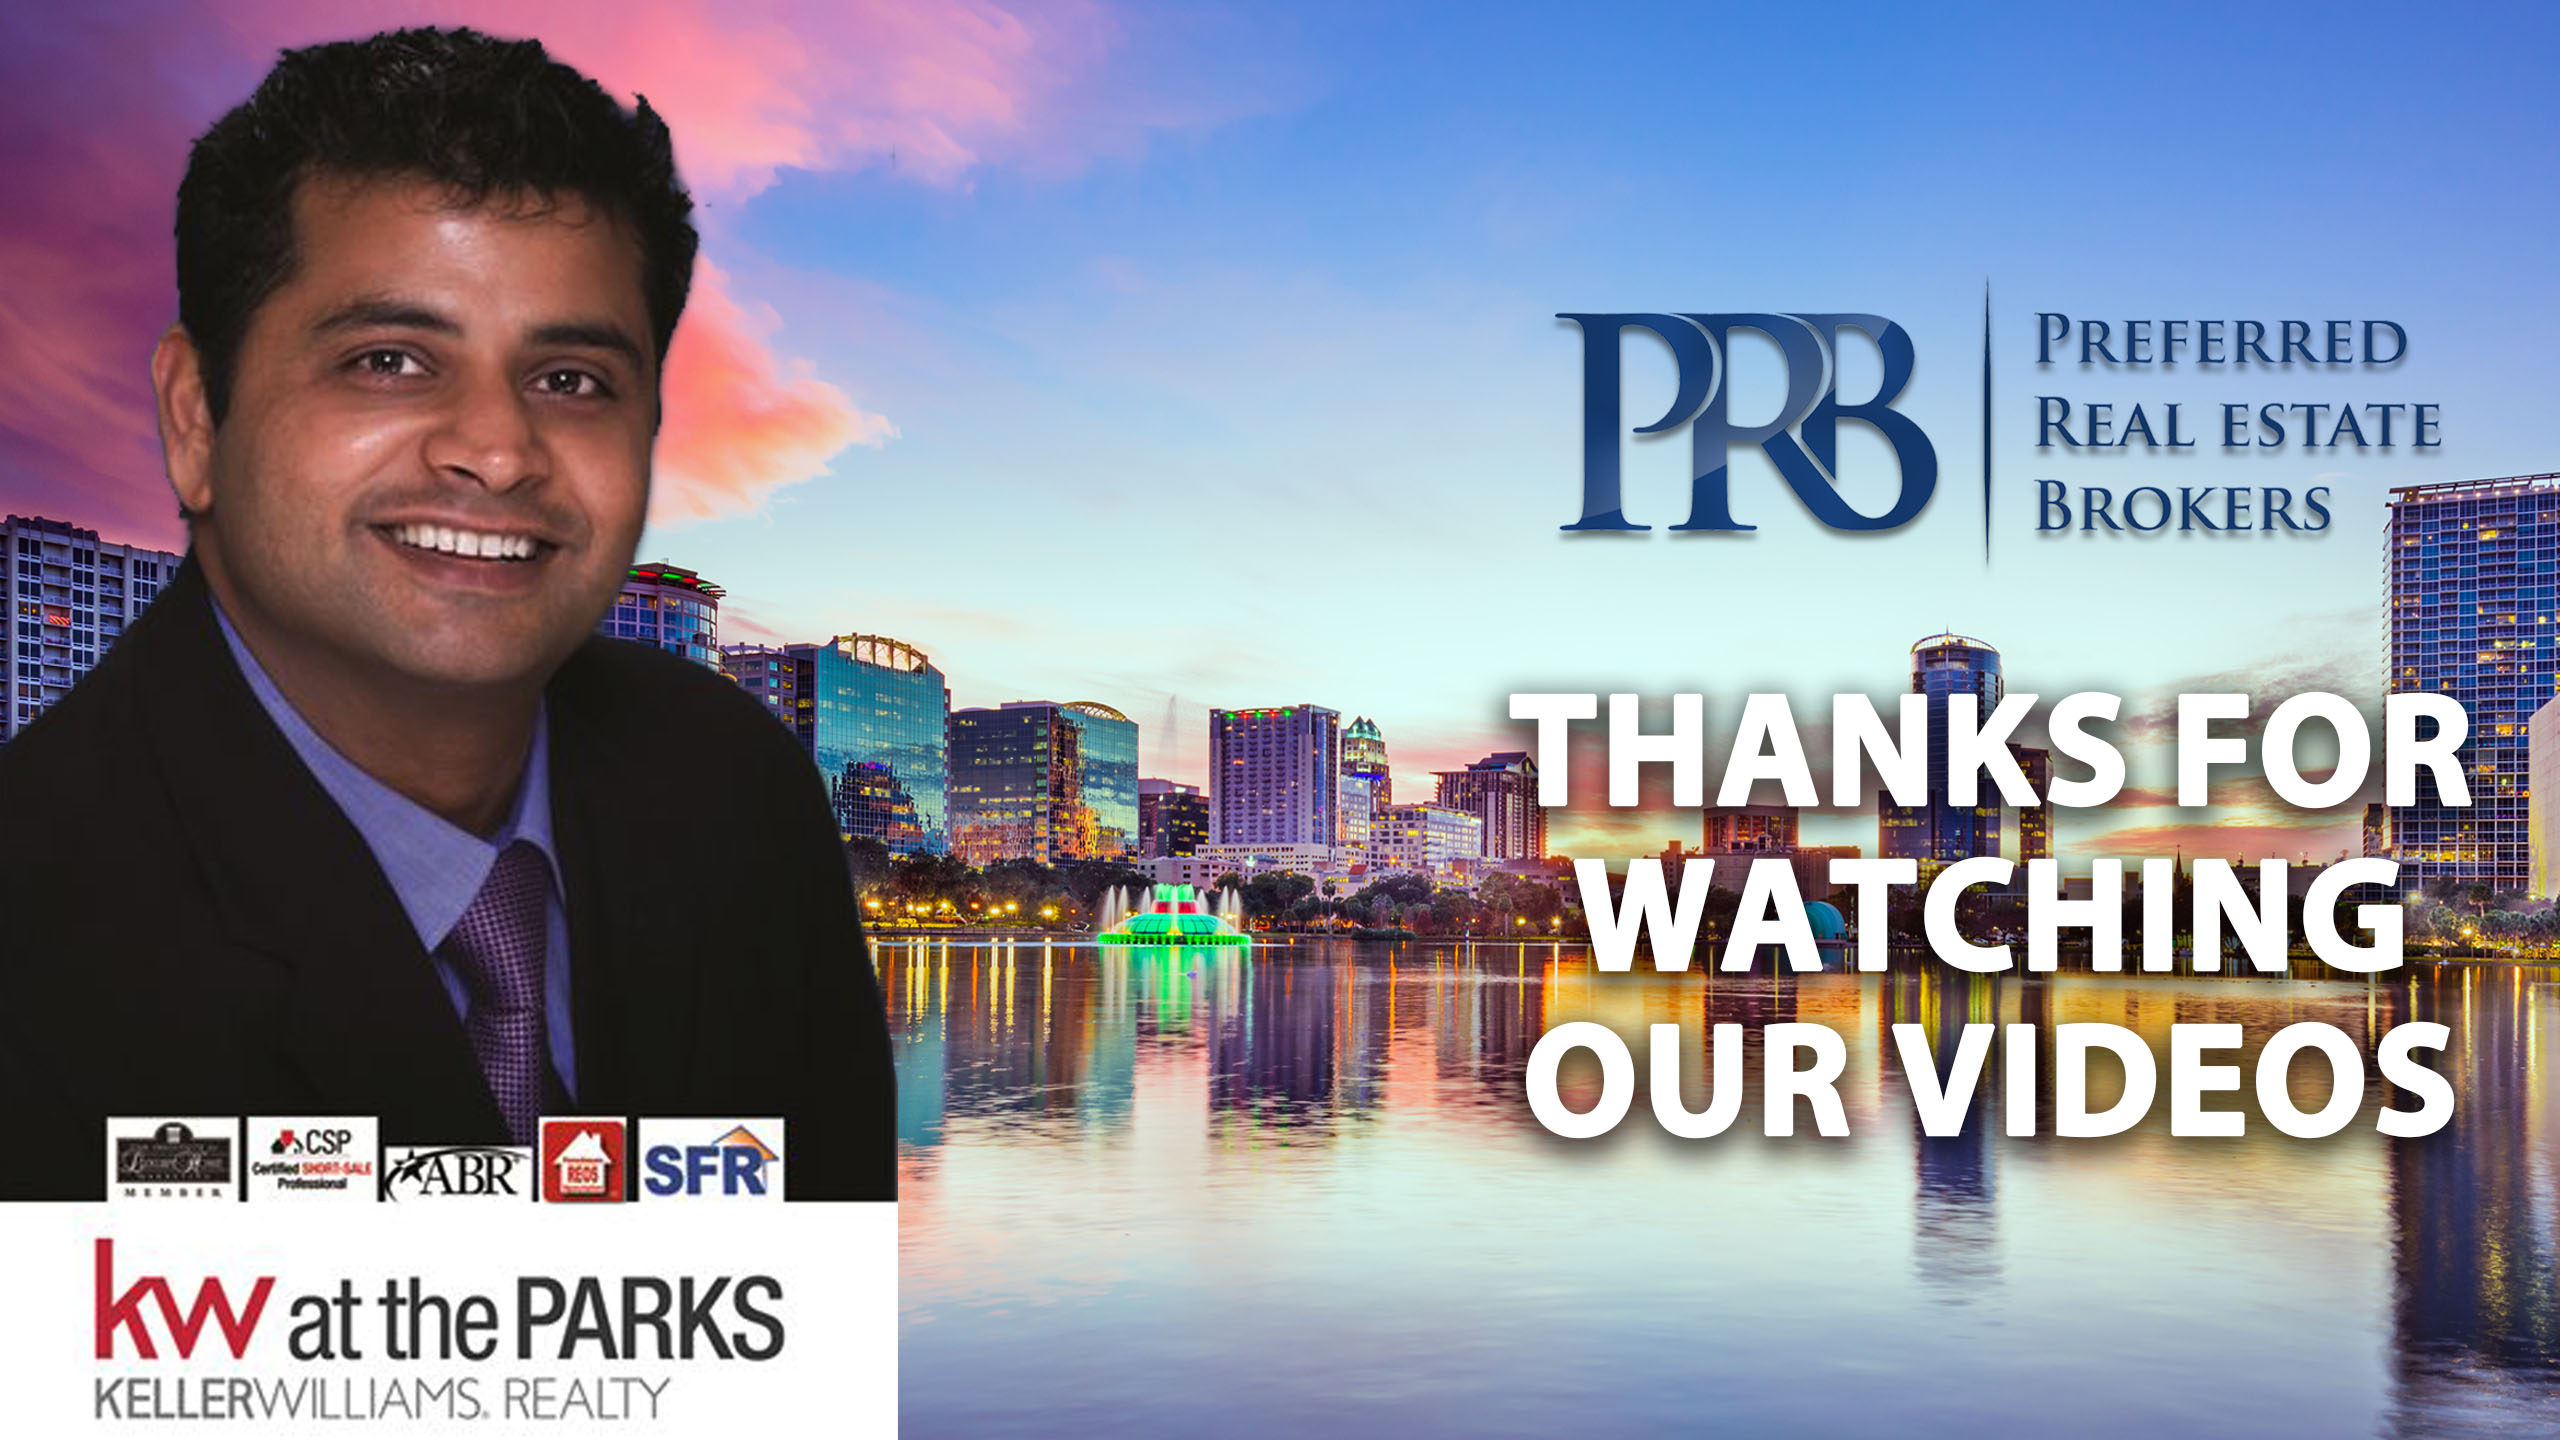 PRB
PREFERRED
REAL ESTATE
BROKERS
THANKS FOR
WATCHING
OUR VIDEOS
MEMBER
CSP
Certified SHORT-SALE
Professional
ABR
REOS
SFR
kw at the PARKS
KELLERWILLIAMS. REALTY